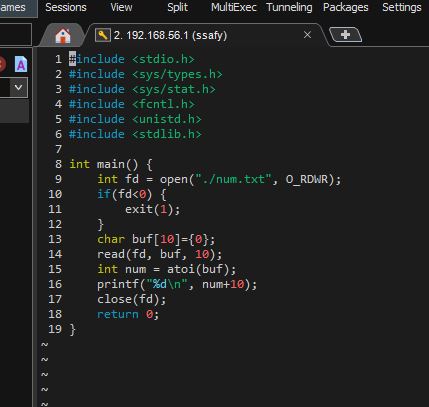 ames Sessions View Split MultiExec Tunneling Packages Settings
2. 192.168.56.1 (ssafy)
A
1 #include <stdio.h>
2 #include <sys/types.h>
3 #include <sys/stat.h>
4 #include <fcntl.h>
5 #include <unistd.h>
6 #include <stdlib.h>
7
8 int main() {
9     int fd = open("./num.txt", O_RDWR);
10     if(fd<0) {
11         exit(1);
12     }
13     char buf[10]={0};
14     read(fd, buf, 10);
15     int num = atoi(buf);
16     printf("%d\n", num+10);
17     close(fd);
18     return 0;
19 }
~
~
~
~
~